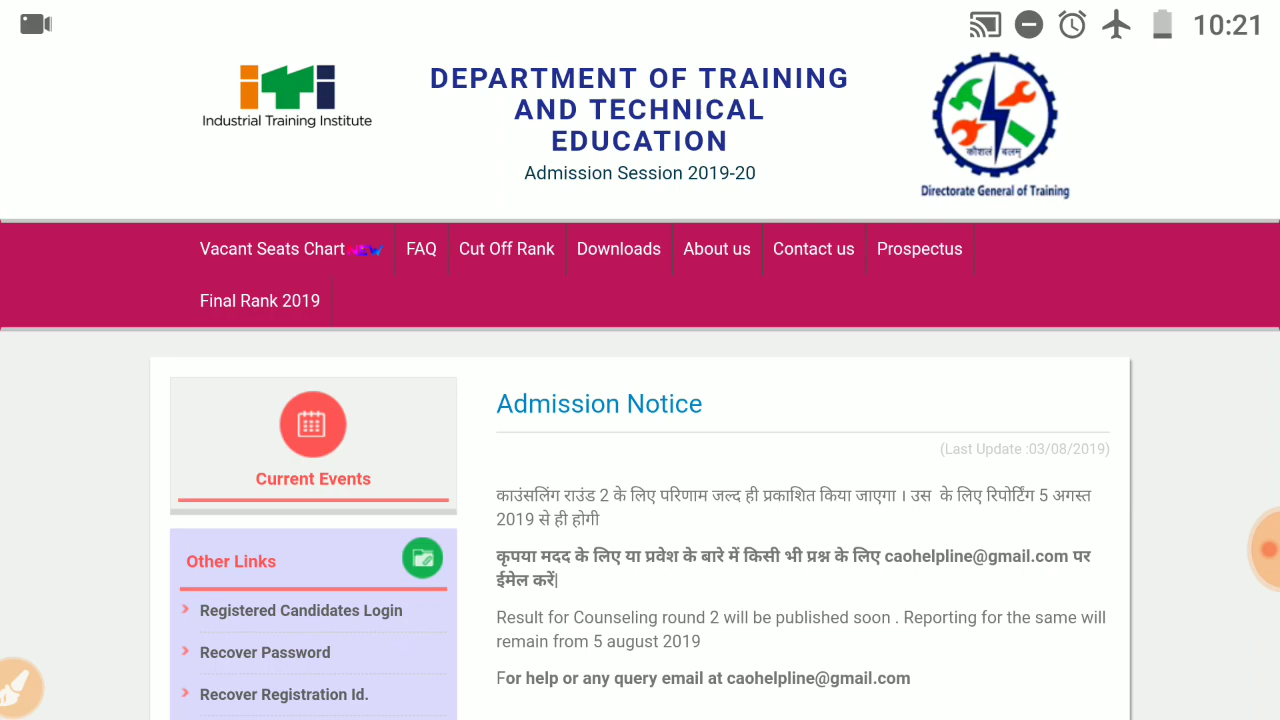 10:21
Industrial Training Institute
DEPARTMENT OF TRAINING
AND TECHNICAL
EDUCATION
Admission Session 2019-20
कौशलं बलम्
Directorate General of Training
Vacant Seats Chart NEW FAQ Cut Off Rank Downloads About us Contact us Prospectus
Final Rank 2019
Current Events
Other Links
Registered Candidates Login
Recover Password
Recover Registration Id.
Admission Notice
(Last Update :03/08/2019)
काउंसलिंग राउंड 2 के लिए परिणाम जल्द ही प्रकाशित किया जाएगा । उस के लिए रिपोर्टिंग 5 अगस्त
2019 से ही होगी
कृपया मदद के लिए या प्रवेश के बारे में किसी भी प्रश्न के लिए caohelpline@gmail.com पर
ईमेल करें|
Result for Counseling round 2 will be published soon . Reporting for the same will
remain from 5 august 2019
For help or any query email at caohelpline@gmail.com